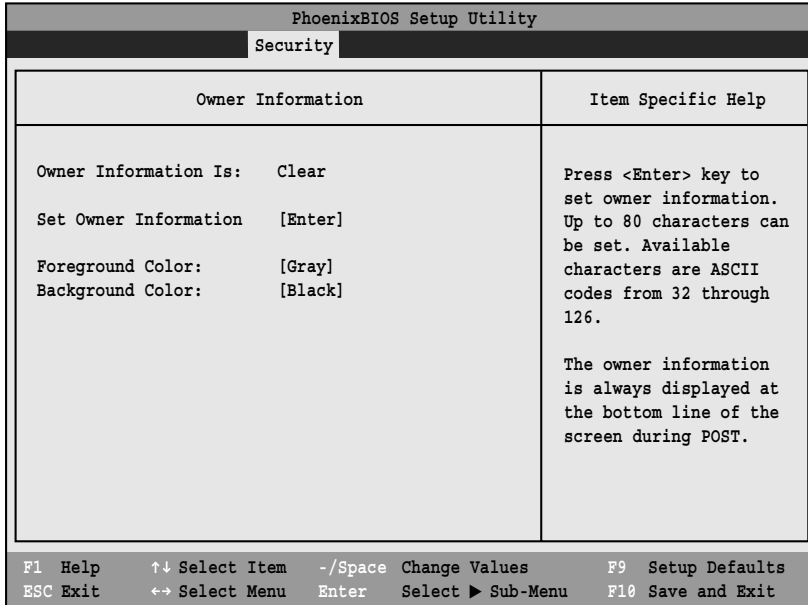 PhoenixBIOS Setup Utility
Security
Owner Information
Owner Information Is: Clear
Set Owner Information [Enter]
Foreground Color: [Gray]
Background Color: [Black]
Item Specific Help
Press <Enter> key to
set owner information.
Up to 80 characters can
be set. Available
characters are ASCII
codes from 32 through
126.
The owner information
is always displayed at
the bottom line of the
screen during POST.
F1 Help ↑↓ Select Item -/Space Change Values F9 Setup Defaults
ESC Exit ←→ Select Menu Enter Select ▶ Sub-Menu F10 Save and Exit